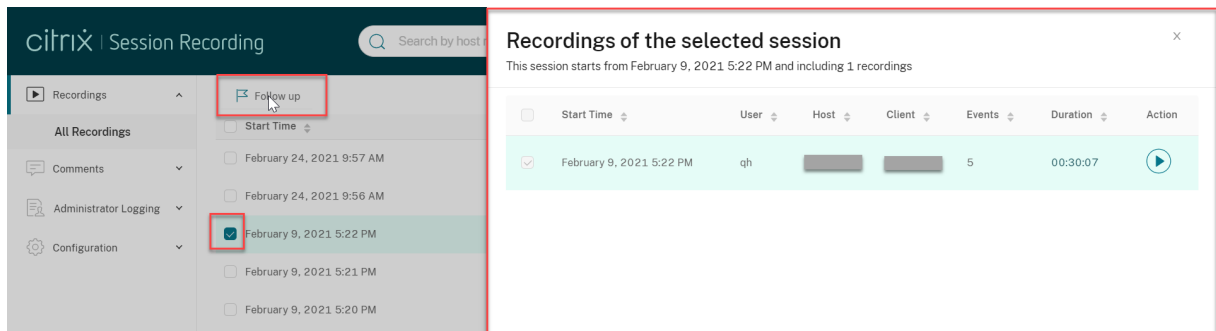 citrix | Session Recording
Search by host
Recordings
All Recordings
Comments
Administrator Logging
Configuration
Follow up
Start Time
February 24, 2021 9:57 AM
February 24, 2021 9:56 AM
February 9, 2021 5:22 PM
February 9, 2021 5:21 PM
February 9, 2021 5:20 PM
Recordings of the selected session
X
This session starts from February 9, 2021 5:22 PM and including 1 recordings
Start Time User Host Client Events Duration Action
February 9, 2021 5:22 PM qh 5 00:30:07